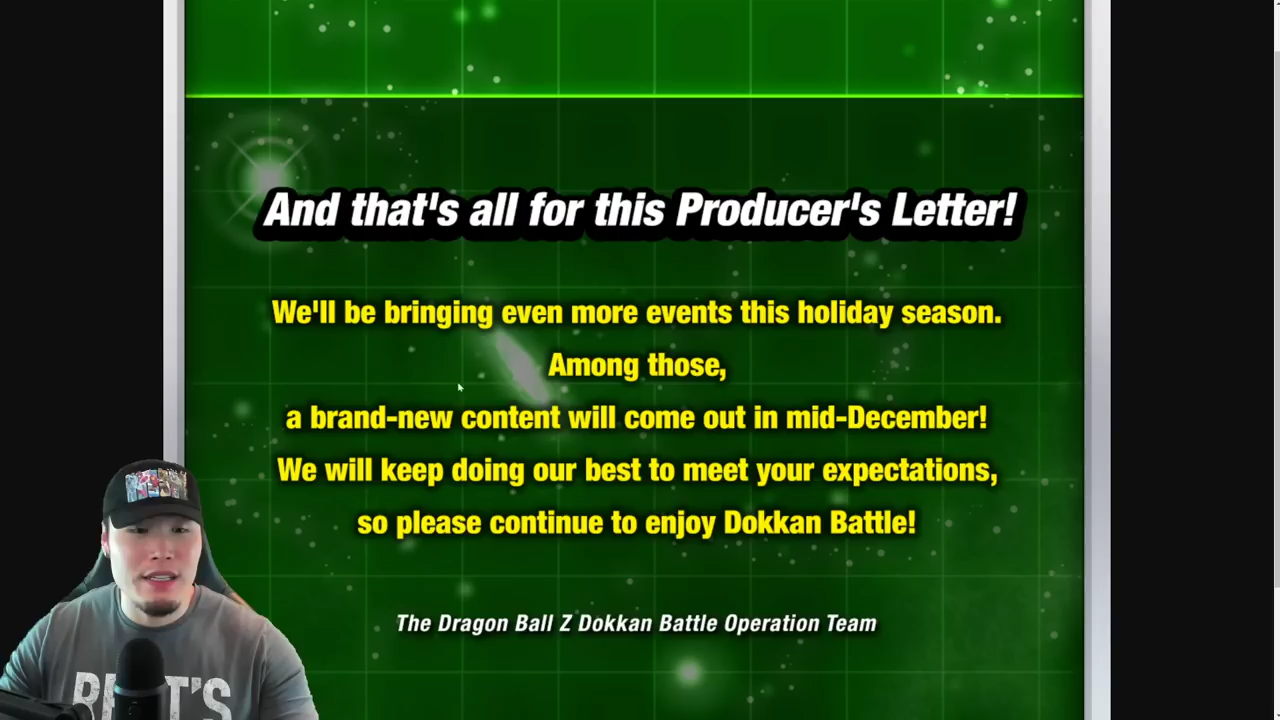 And that's all for this Producer's Letter!
We'll be bringing even more events this holiday season.
Among those,
a brand-new content will come out in mid-December!
We will keep doing our best to meet your expectations,
so please continue to enjoy Dokkan Battle!
The Dragon Ball Z Dokkan Battle Operation Team